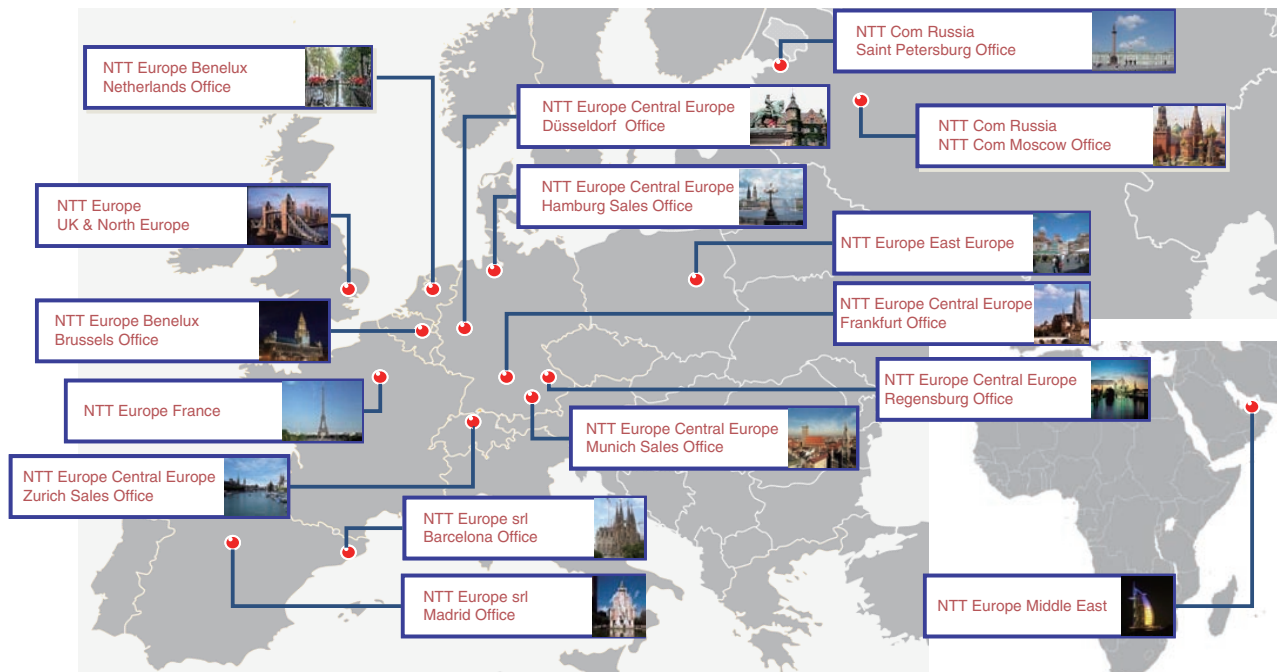 NTT Com Russia
Saint Petersburg Office
NTT Europe Benelux
Netherlands Office
NTT Europe Central Europe
Düsseldorf Office
NTT Com Russia
NTT Com Moscow Office
NTT Europe
UK & North Europe
NTT Europe Central Europe
Hamburg Sales Office
NTT Europe East Europe
NTT Europe Benelux
Brussels Office
NTT Europe Central Europe
Frankfurt Office
NTT Europe France
NTT Europe Central Europe
Regensburg Office
NTT Europe Central Europe
Munich Sales Office
NTT Europe Central Europe
Zurich Sales Office
NTT Europe srl
Barcelona Office
NTT Europe srl
Madrid Office
NTT Europe Middle East